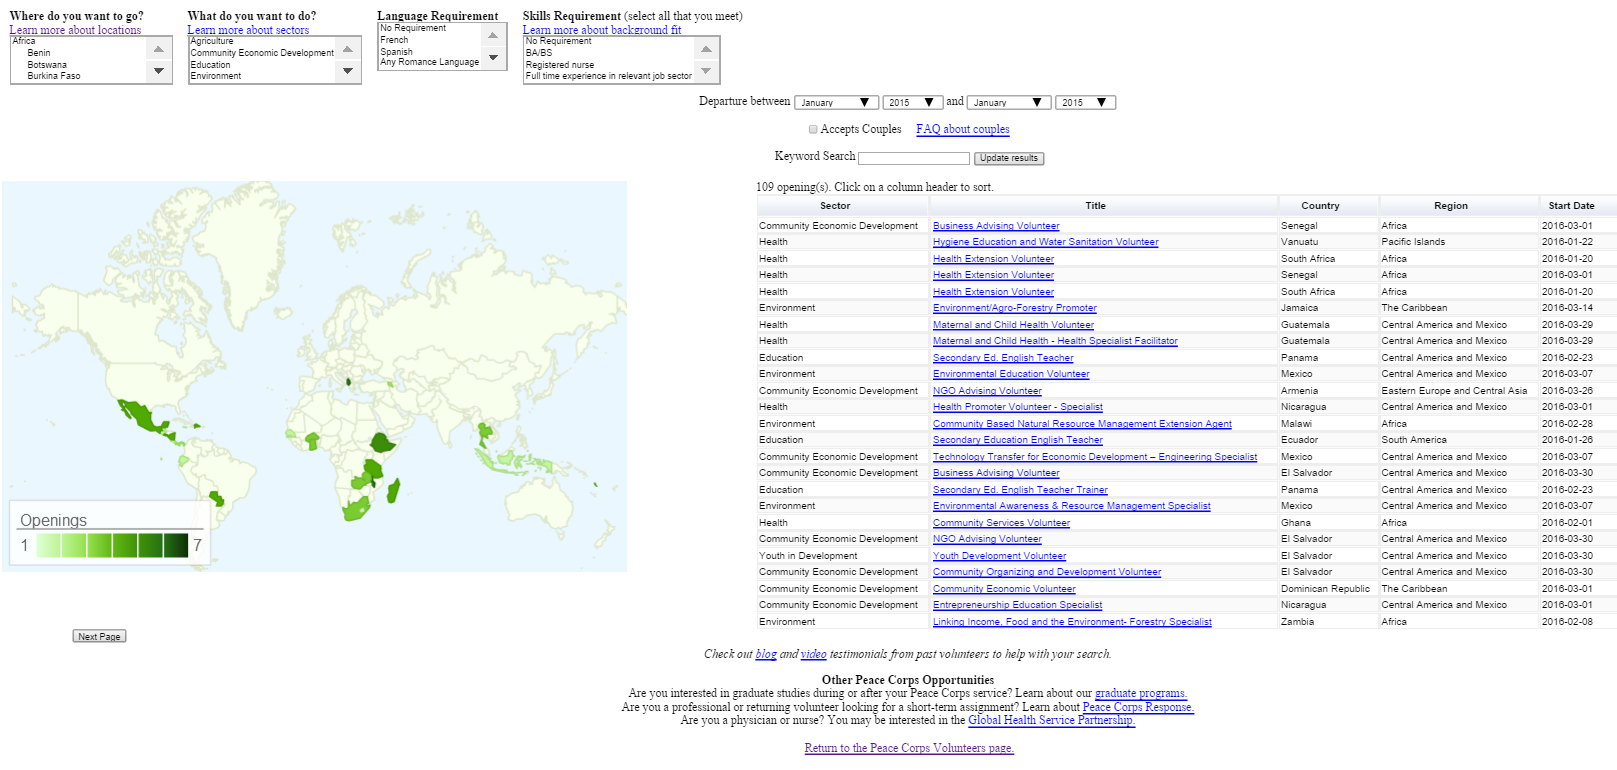 Where do you want to go?
Learn more about locations
Africa
Benin
Botswana
Burkina Faso
What do you want to do?
Learn more about sectors
Agriculture
Community Economic Development
Education
Environment
Language Requirement
No Requirement
French
Spanish
Any Romance Language
Skills Requirement (select all that you meet)
Learn more about background fit
No Requirement
BA/BS
Registered nurse
Full time experience in relevant job sector
Departure between January 2015 and January 2015
Accepts Couples FAQ about couples
Keyword Search Update results
109 opening(s). Click on a column header to sort.
Sector Title Country Region Start Date
Community Economic Development Business Advising Volunteer Senegal Africa 2016-03-01
Health Hygiene Education and Water Sanitation Volunteer Vanuatu Pacific Islands 2016-01-22
Health Health Extension Volunteer South Africa Africa 2016-01-20
Health Health Extension Volunteer Senegal Africa 2016-03-01
Health Health Extension Volunteer South Africa Africa 2016-01-20
Environment Environment/Agro-Forestry Promoter Jamaica The Caribbean 2016-03-14
Health Maternal and Child Health Volunteer Guatemala Central America and Mexico 2016-03-29
Health Maternal and Child Health - Health Specialist Facilitator Guatemala Central America and Mexico 2016-03-29
Education Secondary Ed. English Teacher Panama Central America and Mexico 2016-02-23
Environment Environmental Education Volunteer Mexico Central America and Mexico 2016-03-07
Community Economic Development NGO Advising Volunteer Armenia Eastern Europe and Central Asia 2016-03-26
Health Health Promoter Volunteer - Specialist Nicaragua Central America and Mexico 2016-03-01
Environment Community Based Natural Resource Management Extension Agent Malawi Africa 2016-02-28
Education Secondary Education English Teacher Ecuador South America 2016-01-26
Community Economic Development Technology Transfer for Economic Development – Engineering Specialist Mexico Central America and Mexico 2016-03-07
Community Economic Development Business Advising Volunteer El Salvador Central America and Mexico 2016-03-30
Education Secondary Ed. English Teacher Trainer Panama Central America and Mexico 2016-02-23
Environment Environmental Awareness & Resource Management Specialist Mexico Central America and Mexico 2016-03-07
Health Community Services Volunteer Ghana Africa 2016-02-01
Community Economic Development NGO Advising Volunteer El Salvador Central America and Mexico 2016-03-30
Youth in Development Youth Development Volunteer El Salvador Central America and Mexico 2016-03-30
Community Economic Development Community Organizing and Development Volunteer El Salvador Central America and Mexico 2016-03-30
Community Economic Development Community Economic Volunteer Dominican Republic The Caribbean 2016-03-01
Community Economic Development Entrepreneurship Education Specialist Nicaragua Central America and Mexico 2016-03-01
Environment Linking Income, Food and the Environment- Forestry Specialist Zambia Africa 2016-02-08
Openings
1 7
Next Page
Check out blog and video testimonials from past volunteers to help with your search.
Other Peace Corps Opportunities
Are you interested in graduate studies during or after your Peace Corps service? Learn about our graduate programs.
Are you a professional or returning volunteer looking for a short-term assignment? Learn about Peace Corps Response.
Are you a physician or nurse? You may be interested in the Global Health Service Partnership.
Return to the Peace Corps Volunteers page.